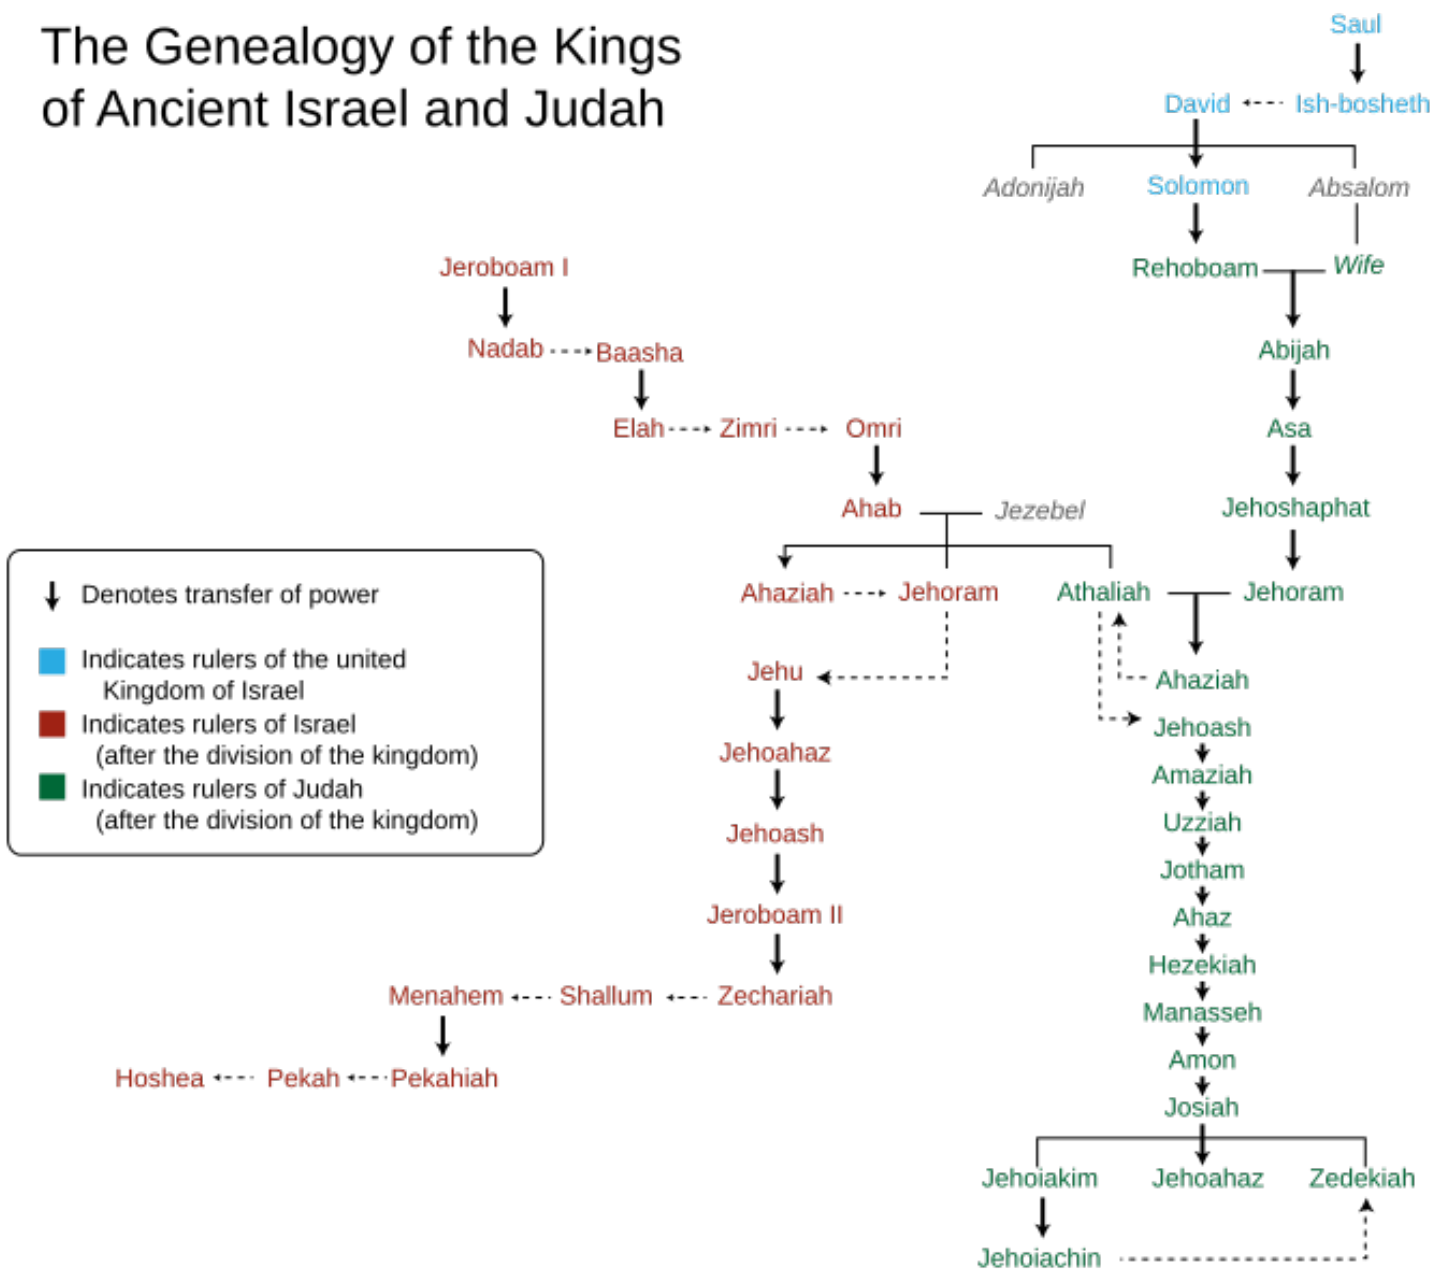 The Genealogy of the Kings
of Ancient Israel and Judah
Saul
David
Ish-bosheth
Adonijah
Solomon
Absalom
Jeroboam I
Rehoboam
Wife
Nadab
Baasha
Abijah
Elah
Zimri
Omri
Asa
Ahab
Jezebel
Jehoshaphat
Ahaziah
Jehoram
Athaliah
Jehoram
Jehu
Ahaziah
Jehoash
Jehoahaz
Amaziah
Jehoash
Uzziah
Jotham
Jeroboam II
Ahaz
Hezekiah
Menahem
Shallum
Zechariah
Manasseh
Amon
Hoshea
Pekah
Pekahiah
Josiah
Jehoiakim
Jehoahaz
Zedekiah
Jehoiachin
Denotes transfer of power
Indicates rulers of the united
Kingdom of Israel
Indicates rulers of Israel
(after the division of the kingdom)
Indicates rulers of Judah
(after the division of the kingdom)